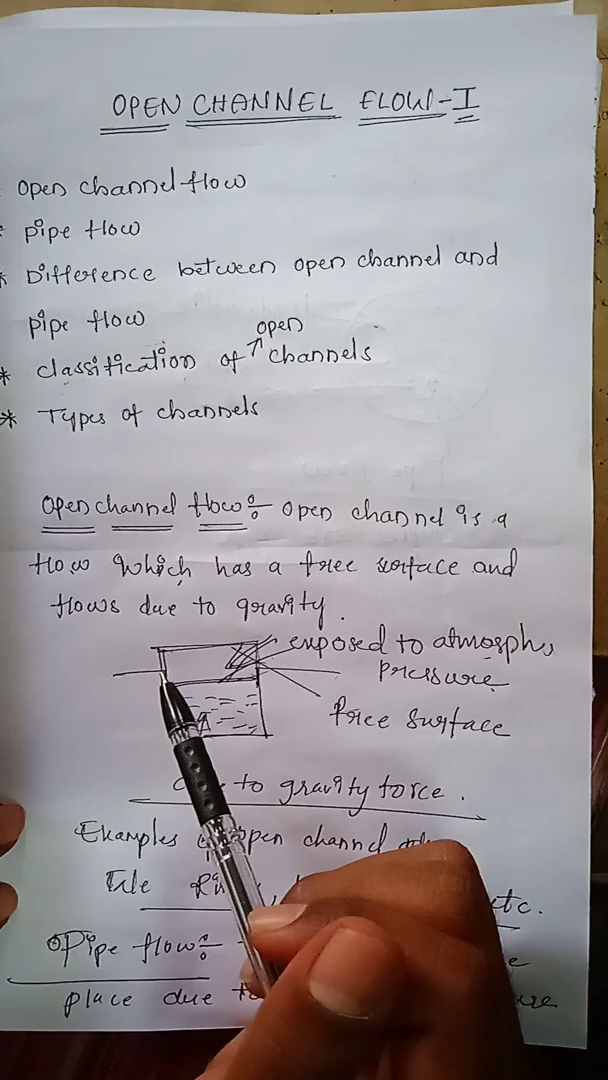 OPEN CHANNEL FLOW-I
open channel flow
* pipe flow
* Difference between open channel and
pipe flow
open
* classification of channels
* Types of channels
Open channel flow:- open channel is a
flow which has a free surface and
flows due to gravity.
exposed to atmosph
pressure
free surface
to gravity force.
Examples open channel
etc.
Pipe flow:-
place due